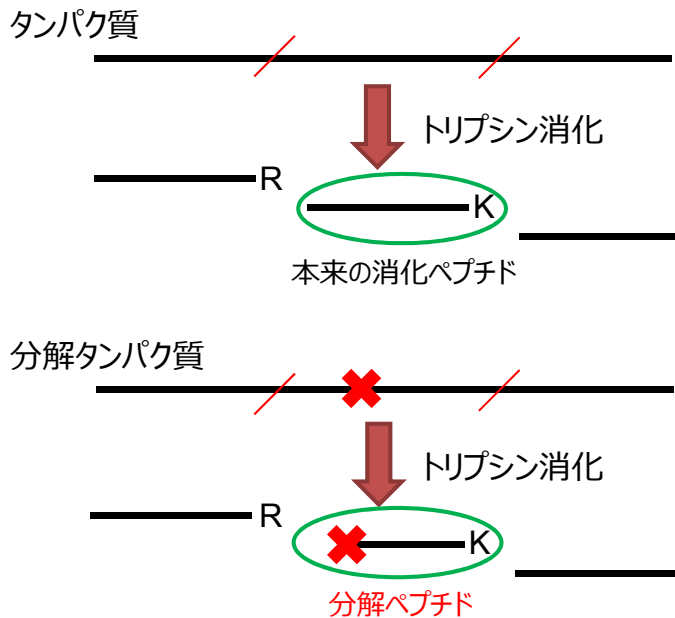 タンパク質
トリプシン消化
R
K
本来の消化ペプチド
分解タンパク質
トリプシン消化
R
K
分解ペプチド